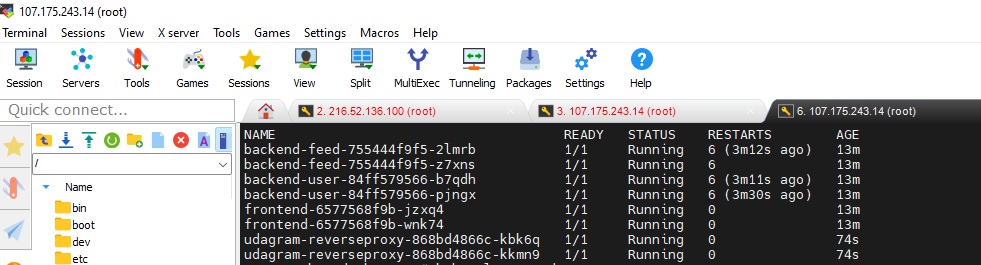 107.175.243.14 (root)
Terminal Sessions View X server Tools Games Settings Macros Help
Session Servers Tools Games Sessions View Split MultiExec Tunneling Packages Settings Help
Quick connect...
2. 216.52.136.100 (root) 3. 107.175.243.14 (root) 6. 107.175.243.14 (root)
/
Name
bin
boot
dev
etc
NAME READY STATUS RESTARTS AGE
backend-feed-755444f9f5-2lmrb 1/1 Running 6 (3m12s ago) 13m
backend-feed-755444f9f5-z7xns 1/1 Running 6 13m
backend-user-84ff579566-b7qdh 1/1 Running 6 (3m11s ago) 13m
backend-user-84ff579566-pjngx 1/1 Running 6 (3m30s ago) 13m
frontend-6577568f9b-jzxq4 1/1 Running 0 13m
frontend-6577568f9b-wnk74 1/1 Running 0 13m
udagram-reverseproxy-868bd4866c-kbk6q 1/1 Running 0 74s
udagram-reverseproxy-868bd4866c-kkmn9 1/1 Running 0 74s